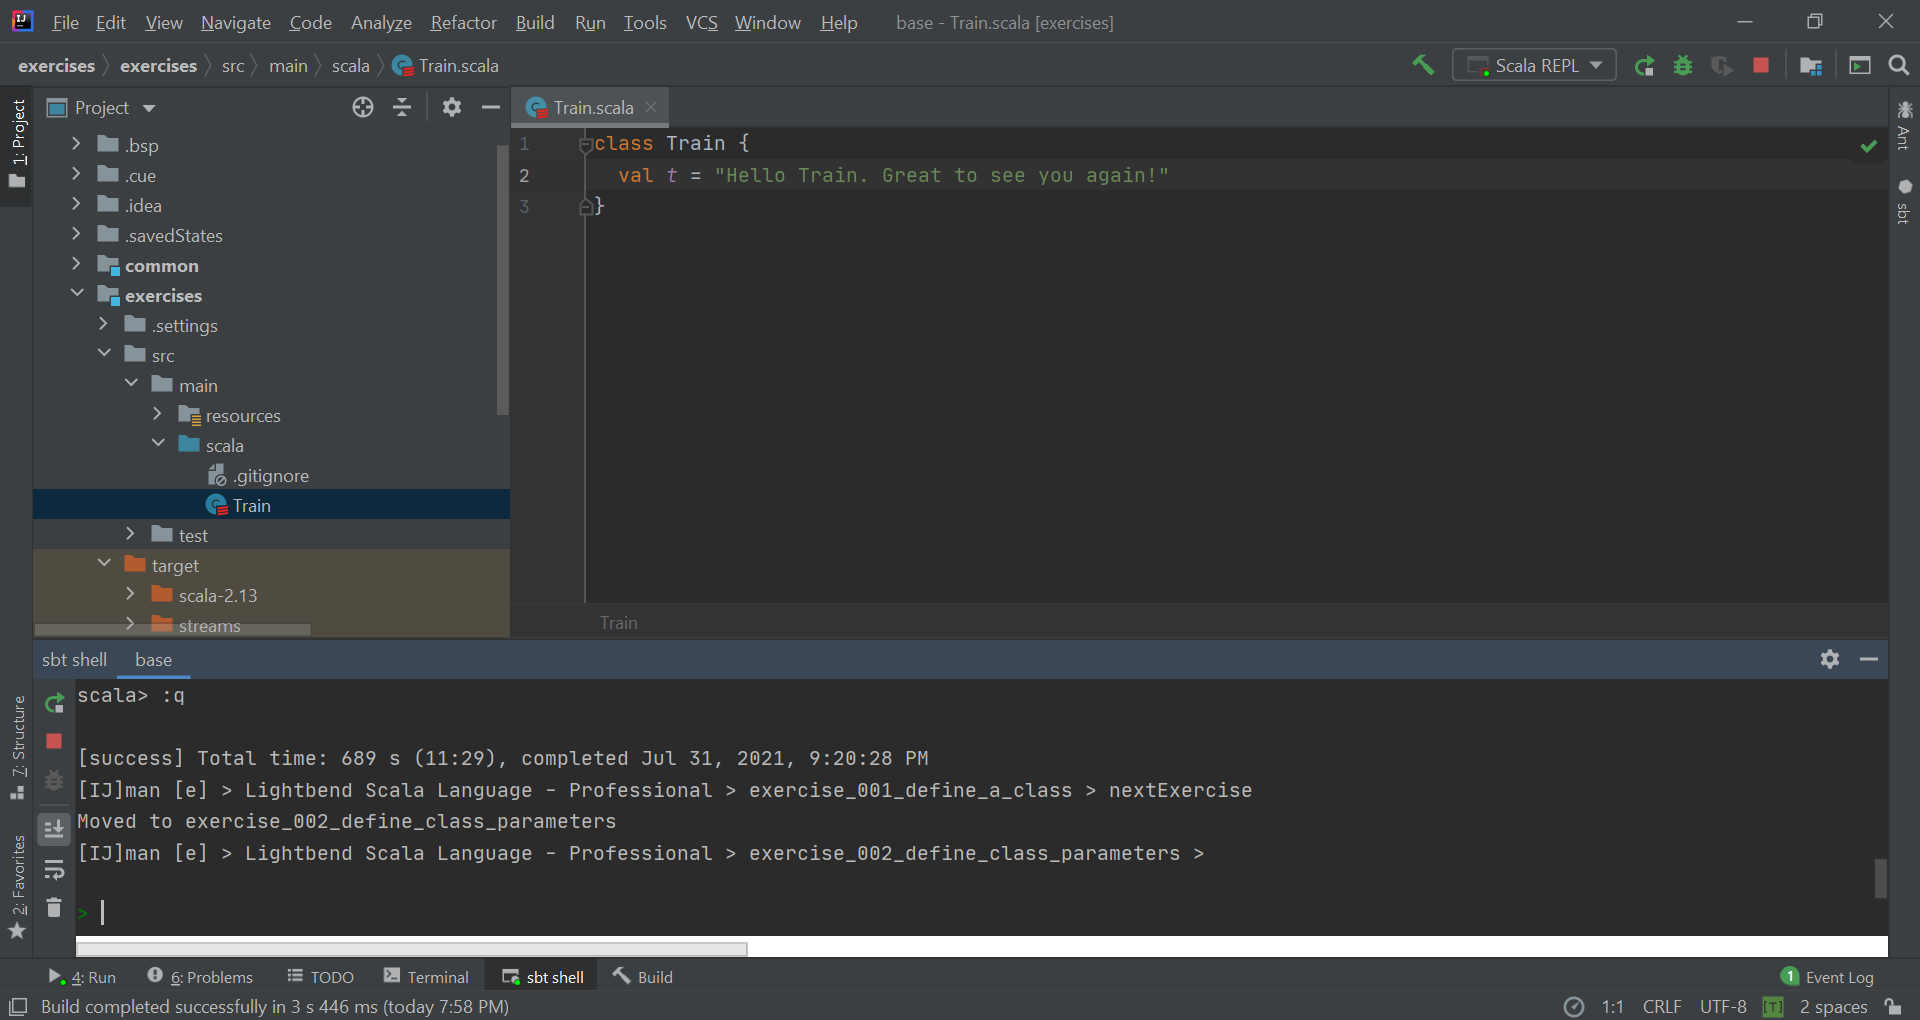 File Edit View Navigate Code Analyze Refactor Build Run Tools VCS Window Help base - Train.scala [exercises]
exercises exercises src main scala Train.scala
Scala REPL
1: Project
Project
.bsp
.cue
.idea
.savedStates
common
exercises
.settings
src
main
resources
scala
.gitignore
Train
test
target
scala-2.13
streams
Train.scala
1 class Train {
2 val t = "Hello Train. Great to see you again!"
3 }
Train
Ant
sbt
sbt shell base
7: Structure
2: Favorites
scala> :q
[success] Total time: 689 s (11:29), completed Jul 31, 2021, 9:20:28 PM
[IJ]man [e] > Lightbend Scala Language - Professional > exercise_001_define_a_class > nextExercise
Moved to exercise_002_define_class_parameters
[IJ]man [e] > Lightbend Scala Language - Professional > exercise_002_define_class_parameters >
>
4: Run 6: Problems TODO Terminal sbt shell Build 1 Event Log
Build completed successfully in 3 s 446 ms (today 7:58 PM) 1:1 CRLF UTF-8 [T] 2 spaces